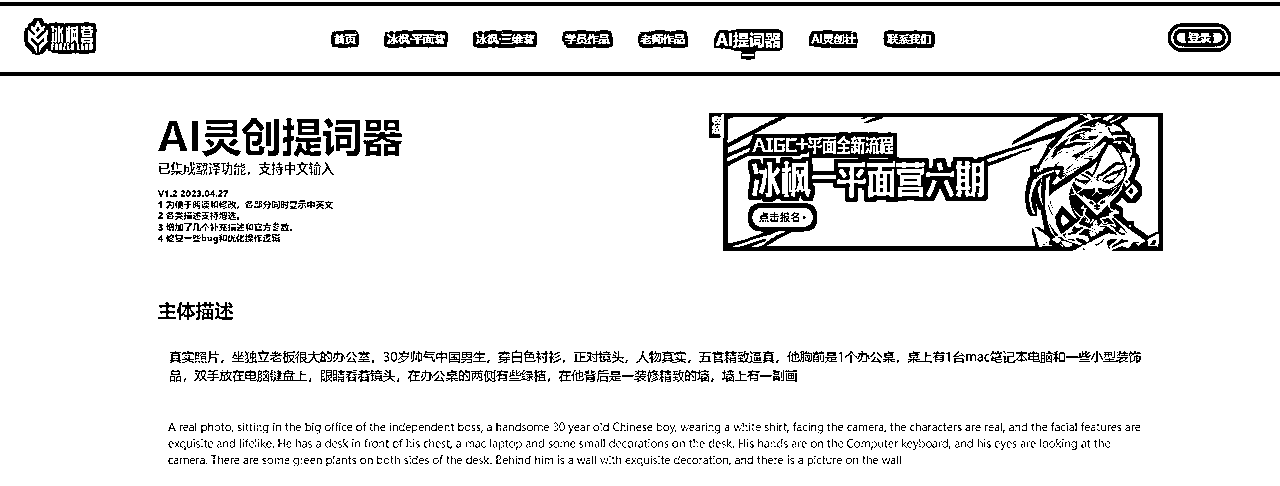 冰枫营
首页 冰枫·平面营 冰枫·三维营 学员作品 老师作品 AI提词器 AI灵创社 联系我们 登录
AI灵创提词器
已集成翻译功能，支持中文输入
V1.2 2023.04.27
1 为便于阅读和修改，各部分同时显示中英文
2 各类描述支持增选。
3 增加了几个补充描述和官方参数。
4 修复一些bug和优化操作逻辑
AIGC+平面全新流程
冰枫—平面营六期
点击报名
主体描述
真实照片，坐独立老板很大的办公室，30岁帅气中国男生，穿白色衬衫，正对镜头，人物真实，五官精致逼真，他胸前是1个办公桌，桌上有1台mac笔记本电脑和一些小型装饰
品，双手放在电脑键盘上，眼睛看着镜头，在办公桌的两侧有些绿植，在他背后是一装修精致的墙，墙上有一副画
A real photo, sitting in the big office of the independent boss, a handsome 30 year old Chinese boy, wearing a white shirt, facing the camera, the characters are real, and the facial features are
exquisite and lifelike. He has a desk in front of his chest, a mac laptop and some small decorations on the desk. His hands are on the Computer keyboard, and his eyes are looking at the
camera. There are some green plants on both sides of the desk. Behind him is a wall with exquisite decoration, and there is a picture on the wall